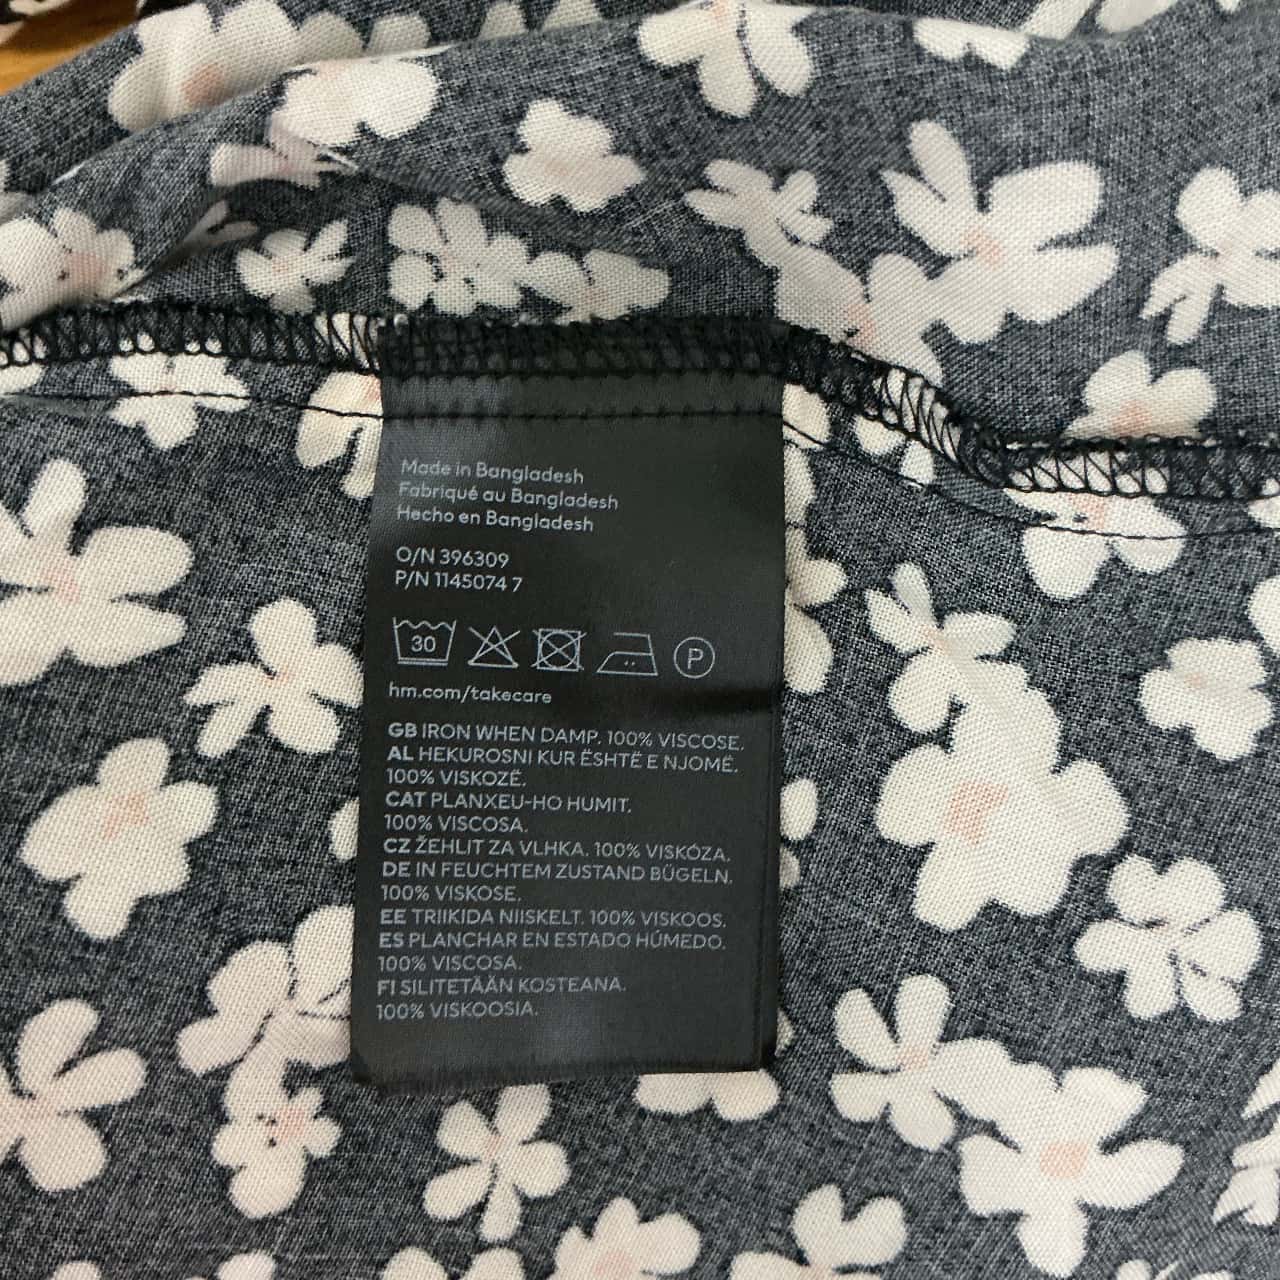 Made in Bangladesh
Fabriqué au Bangladesh
Hecho en Bangladesh
O/N 396309
P/N 1145074 7
30 P
hm.com/takecare
GB IRON WHEN DAMP. 100% VISCOSE.
AL HEKUROSNI KUR ËSHTË E NJOMË.
100% VISKOZË.
CAT PLANXEU-HO HUMIT.
100% VISCOSA.
CZ ŽEHLIT ZA VLHKA. 100% VISKÓZA.
DE IN FEUCHTEM ZUSTAND BÜGELN.
100% VISKOSE.
EE TRIIKIDA NIISKELT. 100% VISKOOS.
ES PLANCHAR EN ESTADO HÚMEDO.
100% VISCOSA.
FI SILITETÄÄN KOSTEANA.
100% VISKOOSIA.